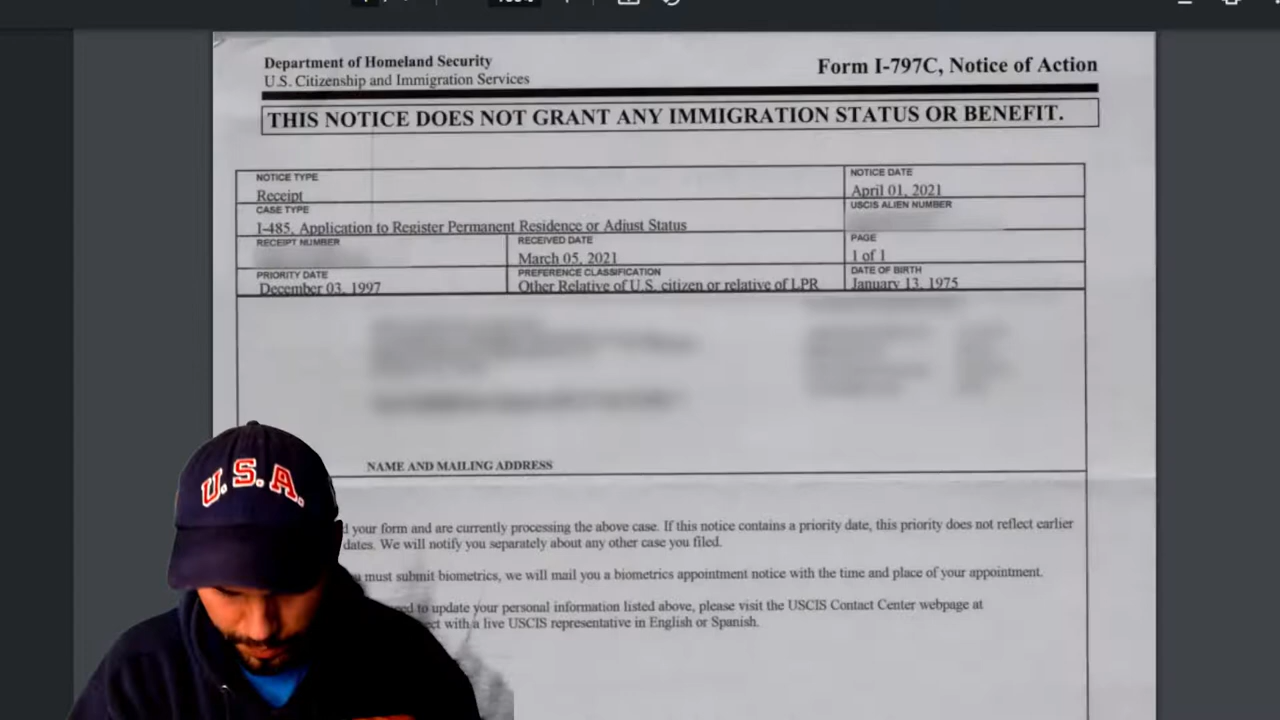 Department of Homeland Security
U.S. Citizenship and Immigration Services
Form I-797C, Notice of Action
THIS NOTICE DOES NOT GRANT ANY IMMIGRATION STATUS OR BENEFIT.
NOTICE TYPE
Receipt
NOTICE DATE
April 01, 2021
CASE TYPE
I-485, Application to Register Permanent Residence or Adjust Status
USCIS ALIEN NUMBER
RECEIPT NUMBER
RECEIVED DATE
March 05, 2021
PAGE
1 of 1
PRIORITY DATE
December 03, 1997
PREFERENCE CLASSIFICATION
Other Relative of U.S. citizen or relative of LPR
DATE OF BIRTH
January 13, 1975
NAME AND MAILING ADDRESS
your form and are currently processing the above case. If this notice contains a priority date, this priority does not reflect earlier
dates. We will notify you separately about any other case you filed.
must submit biometrics, we will mail you a biometrics appointment notice with the time and place of your appointment.
to update your personal information listed above, please visit the USCIS Contact Center webpage at
with a live USCIS representative in English or Spanish.
U.S.A.